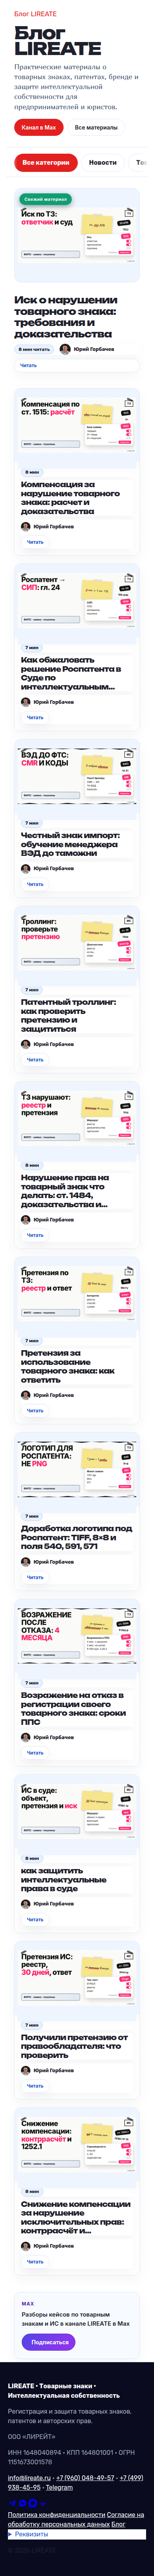 Блог LIREATE
Блог
LIREATE
Практические материалы о
товарных знаках, патентах, бренде и
защите интеллектуальной
собственности для
предпринимателей и юристов.
Канал в Max
Все материалы
Все категории
Новости
Свежий материал
Иск по ТЗ:
ответчик и суд
Иск о нарушении
товарного знака:
требования и
доказательства
8 мин читать
Юрий Горбачев
Читать
Компенсация по
ст. 1515: расчёт
8 мин
Компенсация за
нарушение товарного
знака: расчет и
доказательства
Юрий Горбачев
Читать
Роспатент →
СИП: гл. 24
7 мин
Как обжаловать
решение Роспатента в
Суде по
интеллектуальным...
Юрий Горбачев
Читать
ВЭД ДО ФТС:
CMR И КОДЫ
7 мин
Честный знак импорт:
обучение менеджера
ВЭД до таможни
Юрий Горбачев
Читать
Троллинг:
проверьте
претензию
7 мин
Патентный троллинг:
как проверить
претензию и
защититься
Юрий Горбачев
Читать
ТЗ нарушают:
реестр и
претензия
8 мин
Нарушение прав на
товарный знак что
делать: ст. 1484,
доказательства и...
Юрий Горбачев
Читать
Претензия по
ТЗ:
реестр и ответ
7 мин
Претензия за
использование
товарного знака: как
ответить
Юрий Горбачев
Читать
ЛОГОТИП ДЛЯ
РОСПАТЕНТА:
НЕ PNG
7 мин
Доработка логотипа под
Роспатент: TIFF, 8×8 и
поля 540, 591, 571
Юрий Горбачев
Читать
ВОЗРАЖЕНИЕ
ПОСЛЕ
ОТКАЗА: 4
МЕСЯЦА
7 мин
Возражение на отказ в
регистрации своего
товарного знака: сроки
ППС
Юрий Горбачев
Читать
ИС в суде:
объект,
претензия и иск
8 мин
как защитить
интеллектуальные
права в суде
Юрий Горбачев
Читать
Претензия ИС:
реестр,
30 дней, ответ
7 мин
Получили претензию от
правообладателя: что
проверить
Юрий Горбачев
Читать
Снижение
компенсации:
контррасчёт и
1252.1
8 мин
Снижение компенсации
за нарушение
исключительных прав:
контррасчёт и...
Юрий Горбачев
Читать
MAX
Разборы кейсов по товарным
знакам и ИС в канале LIREATE в Max
Подписаться
LIREATE • Товарные знаки •
Интеллектуальная собственность
Регистрация и защита товарных знаков.
патентов и авторских прав.
ООО «ЛИРЕЙТ»
ИНН 1648040894 • КПП 164801001 • ОГРН
1151673001578
info@lireate.ru • +7 (960) 048-49-57 • +7 (499)
938-45-95 • Telegram
Политика конфиденциальности Согласие на
обработку персональных данных Блог
► Реквизиты